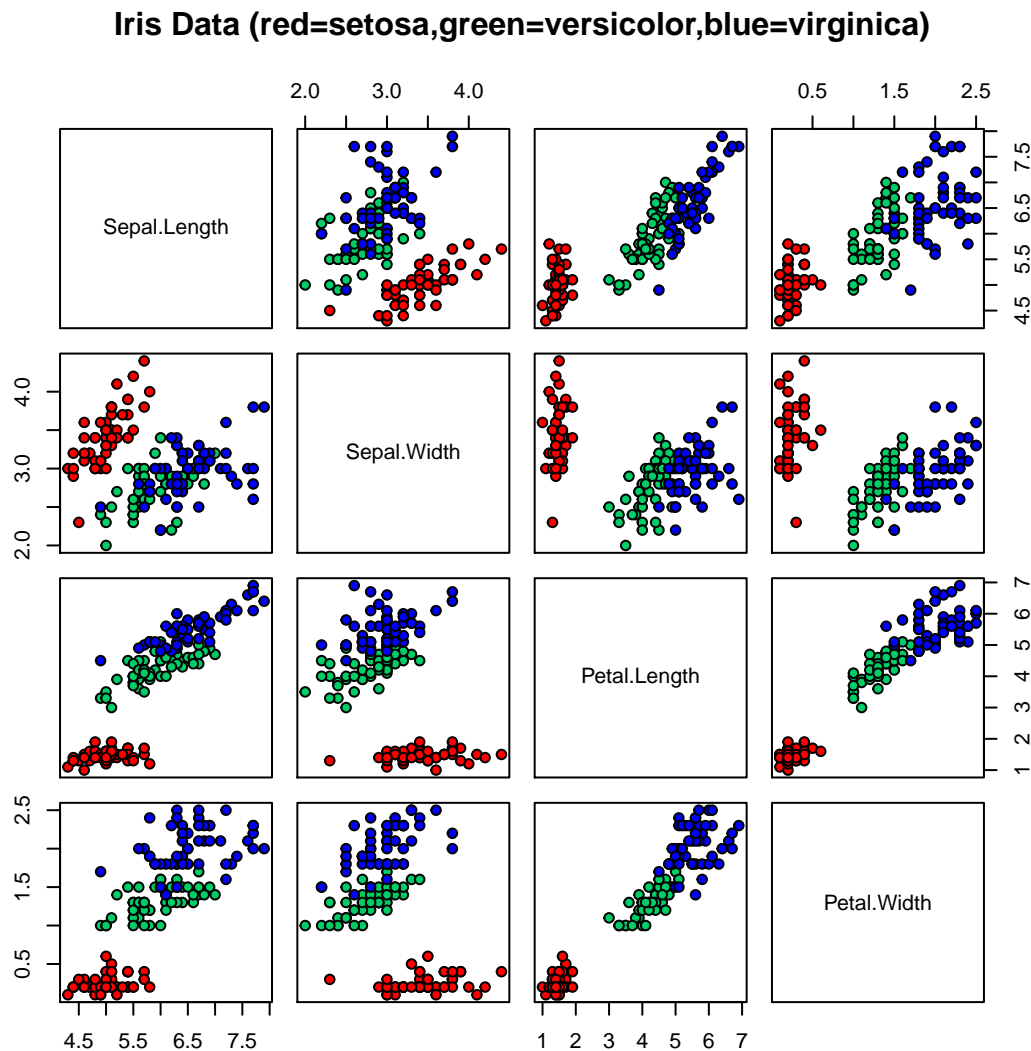 Iris Data (red=setosa,green=versicolor,blue=virginica)
2.0 3.0 4.0 0.5 1.5 2.5
Sepal.Length
4.5 5.5 6.5 7.5
2.0 3.0 4.0
Sepal.Width
Petal.Length
1 2 3 4 5 6 7
0.5 1.5 2.5
Petal.Width
4.5 5.5 6.5 7.5 1 2 3 4 5 6 7